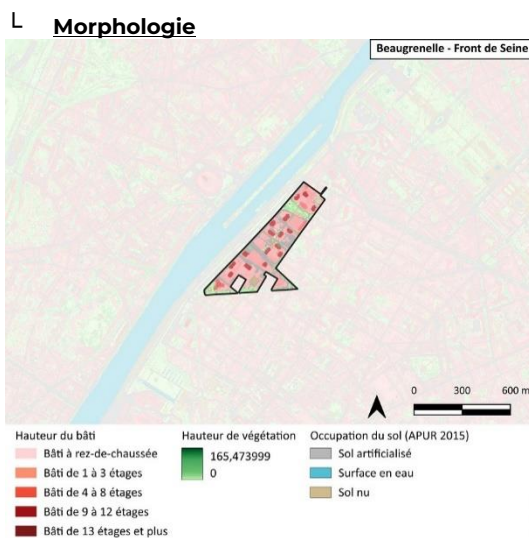 L Morphologie
Beaugrenelle - Front de Seine
0 300 600 m
Hauteur du bâti
Bâti à rez-de-chaussée
Bâti de 1 à 3 étages
Bâti de 4 à 8 étages
Bâti de 9 à 12 étages
Bâti de 13 étages et plus
Hauteur de végétation
165,473999
0
Occupation du sol (APUR 2015)
Sol artificialisé
Surface en eau
Sol nu